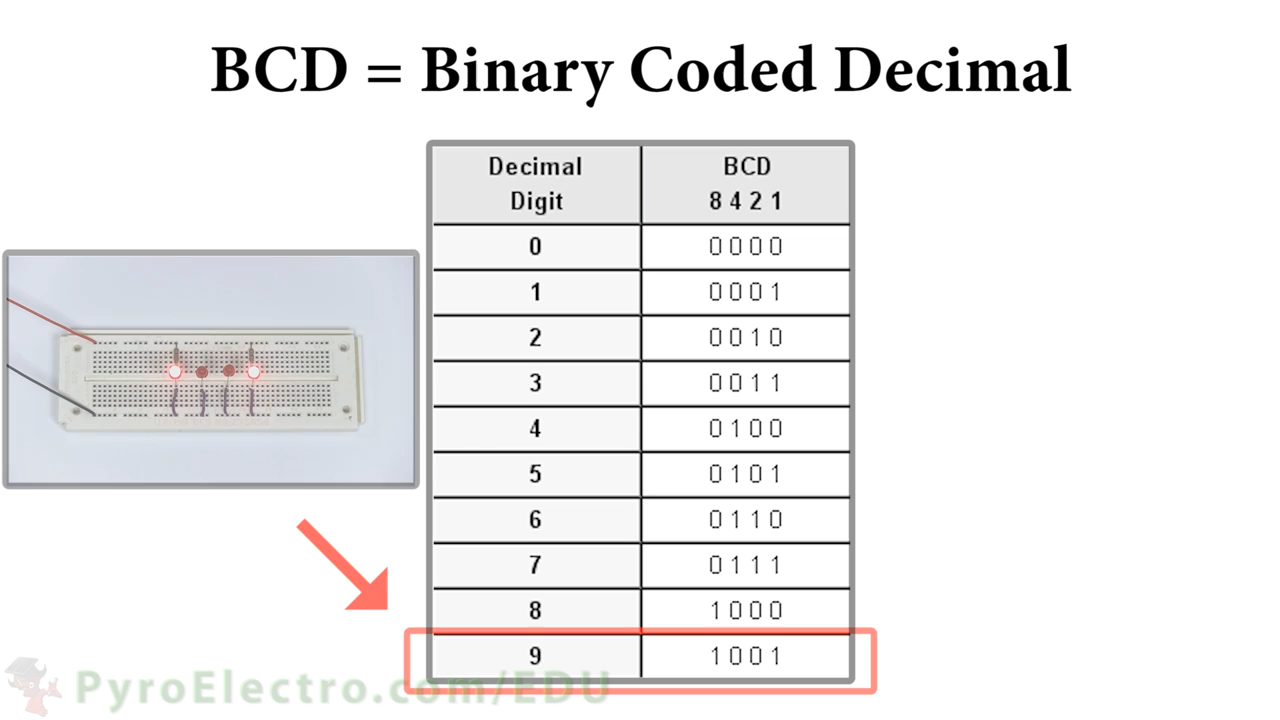 BCD = Binary Coded Decimal
Decimal Digit BCD 8 4 2 1
0 0 0 0 0
1 0 0 0 1
2 0 0 1 0
3 0 0 1 1
4 0 1 0 0
5 0 1 0 1
6 0 1 1 0
7 0 1 1 1
8 1 0 0 0
9 1 0 0 1
PyroElectro.com/EDU